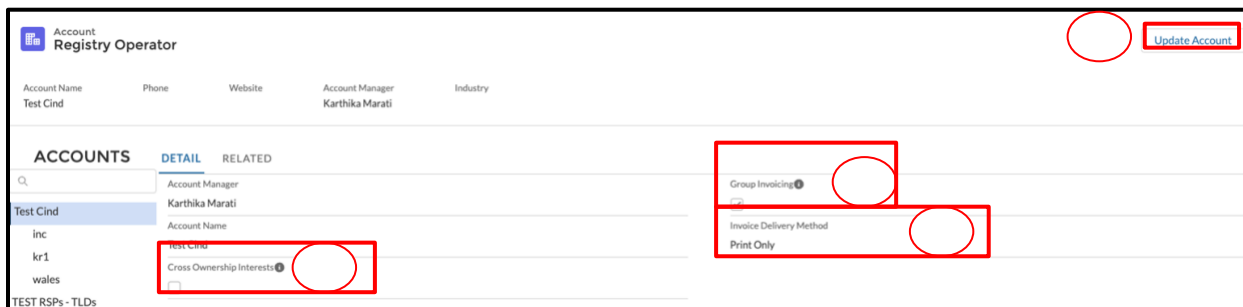 Account
Registry Operator
Update Account
Account Name Phone Website Account Manager Industry
Test Cind Karthika Marati
ACCOUNTS
Test Cind
inc
kr1
wales
TEST RSPs - TLDs
DETAIL RELATED
Account Manager
Karthika Marati
Account Name
Test Cind
Cross Ownership Interests
Group Invoicing
Invoice Delivery Method
Print Only